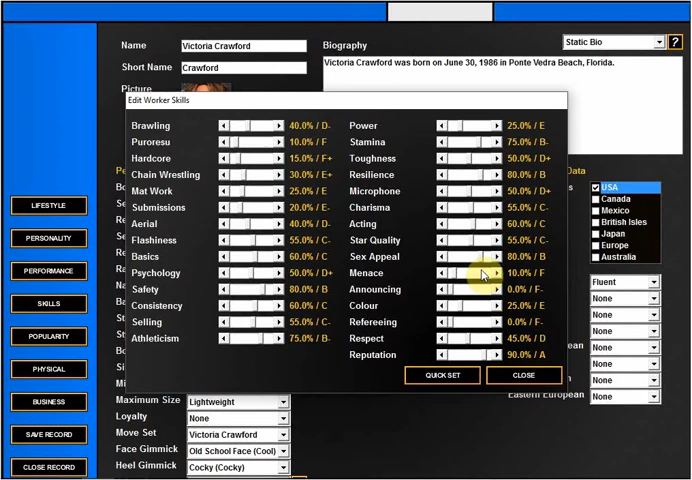 Name
Victoria Crawford
Biography
Static Bio
?
Short Name
Crawford
Victoria Crawford was born on June 30, 1986 in Ponte Vedra Beach, Florida.
Picture
Edit Worker Skills
Brawling 40.0% / D-
Puroresu 10.0% / F
Hardcore 15.0% / F+
Chain Wrestling 30.0% / E+
Mat Work 25.0% / E
Submissions 20.0% / E-
Aerial 40.0% / D-
Flashiness 55.0% / C-
Basics 60.0% / C
Psychology 50.0% / D+
Safety 80.0% / B
Consistency 60.0% / C
Selling 55.0% / C-
Athleticism 75.0% / B-
Power 25.0% / E
Stamina 75.0% / B-
Toughness 50.0% / D+
Resilience 80.0% / B
Microphone 50.0% / D+
Charisma 55.0% / C-
Acting 60.0% / C
Star Quality 55.0% / C-
Sex Appeal 80.0% / B
Menace 10.0% / F
Announcing 0.0% / F-
Colour 25.0% / E
Refereeing 0.0% / F-
Respect 45.0% / D
Reputation 90.0% / A
QUICK SET
CLOSE
Data
USA
Canada
Mexico
British Isles
Japan
Europe
Australia
Fluent
None
None
None
None
None
None
Eastern European
None
LIFESTYLE
PERSONALITY
PERFORMANCE
SKILLS
POPULARITY
PHYSICAL
BUSINESS
SAVE RECORD
CLOSE RECORD
Maximum Size
Lightweight
Loyalty
None
Move Set
Victoria Crawford
Face Gimmick
Old School Face (Cool)
Heel Gimmick
Cocky (Cocky)